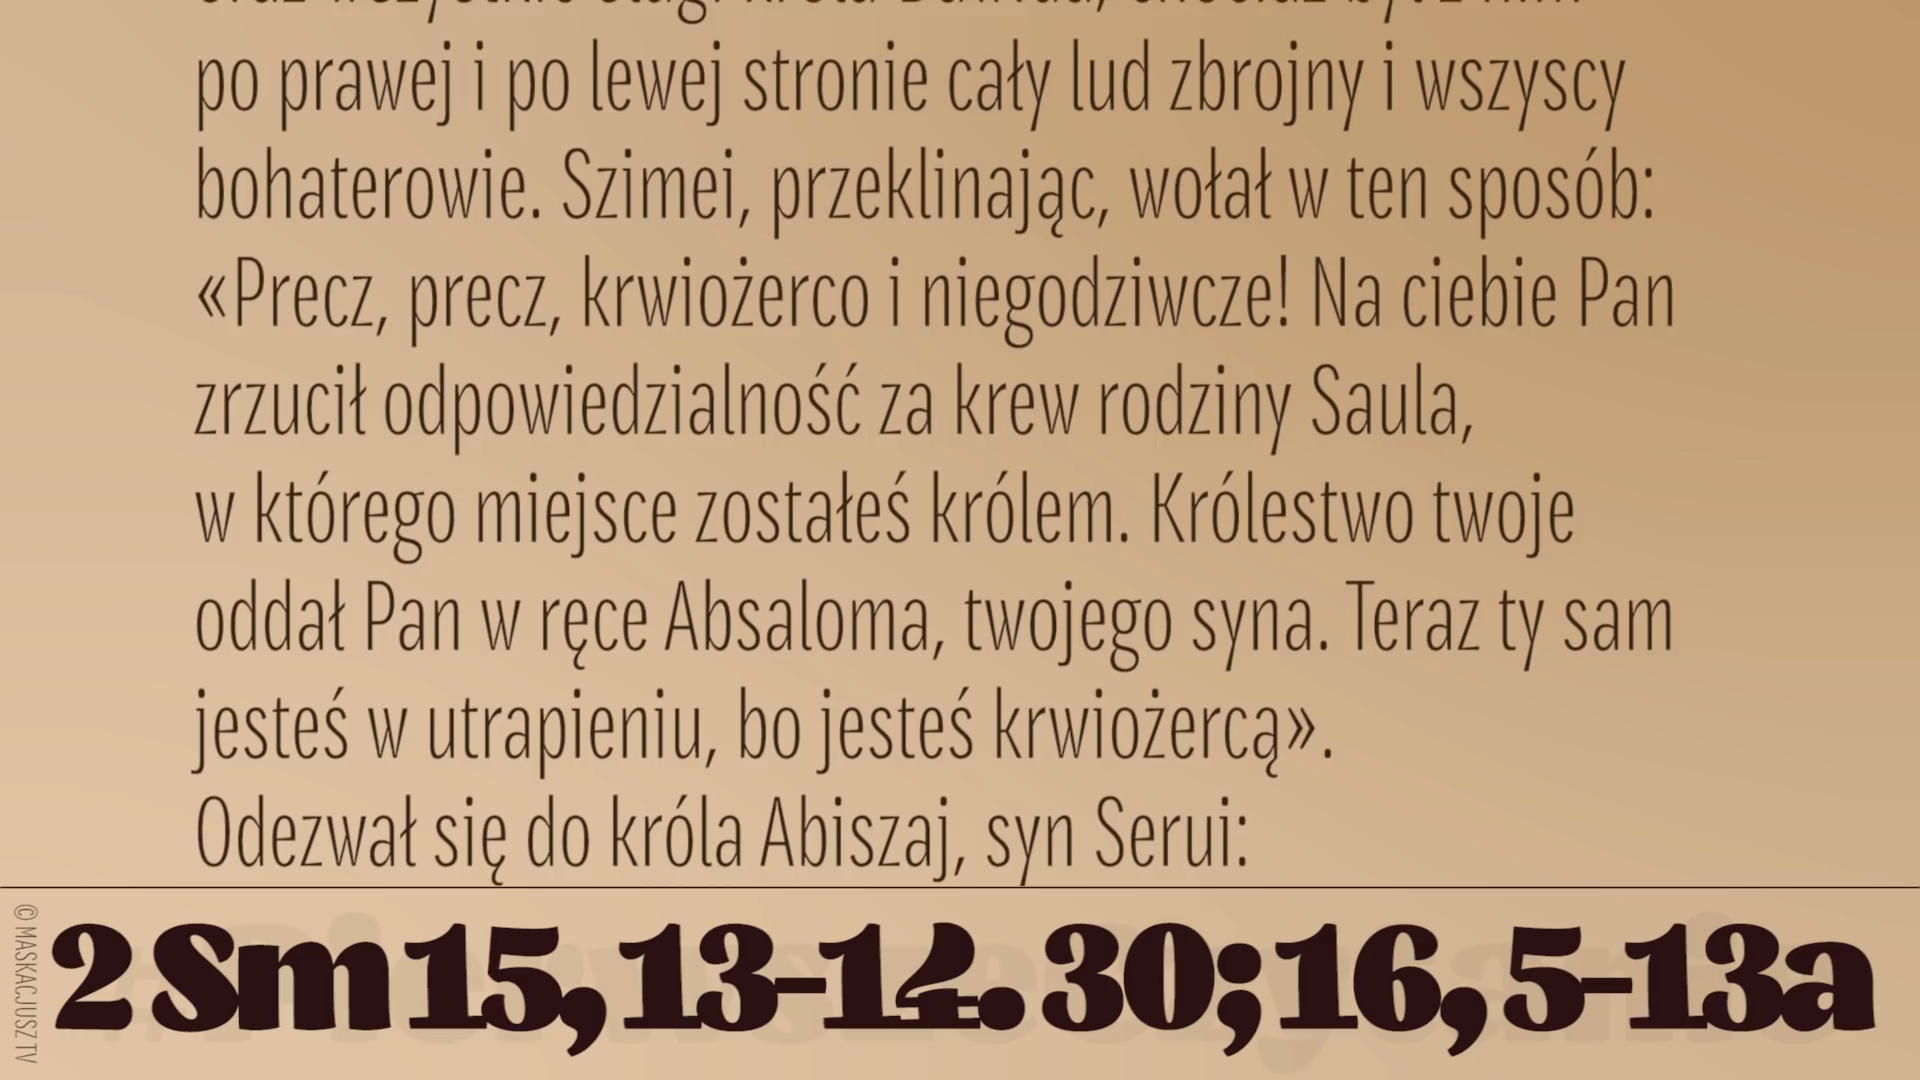 po prawej i po lewej stronie cały lud zbrojny i wszyscy
bohaterowie. Szimei, przeklinając, wołał w ten sposób:
«Precz, precz, krwiożerco i niegodziwcze! Na ciebie Pan
zrzucił odpowiedzialność za krew rodziny Saula,
w którego miejsce zostałeś królem. Królestwo twoje
oddał Pan w ręce Absaloma, twojego syna. Teraz ty sam
jesteś w utrapieniu, bo jesteś krwiożercą».
Odezwał się do króla Abiszaj, syn Serui:
2 Sm 15, 13-14. 30; 16, 5-13a
© MASKACJUSZ TV